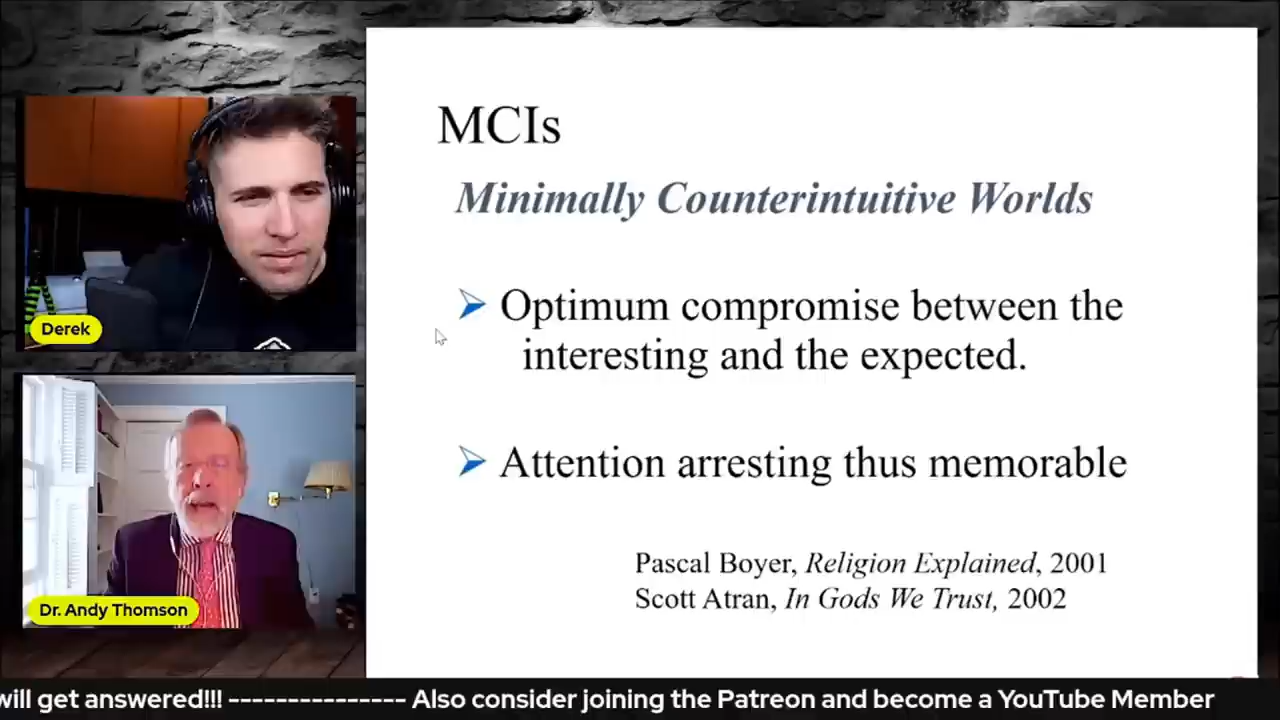 MCIs
Minimally Counterintuitive Worlds
Optimum compromise between the
interesting and the expected.
Attention arresting thus memorable
Pascal Boyer, Religion Explained, 2001
Scott Atran, In Gods We Trust, 2002
Derek
Dr. Andy Thomson
will get answered!!! --------------- Also consider joining the Patreon and become a YouTube Member